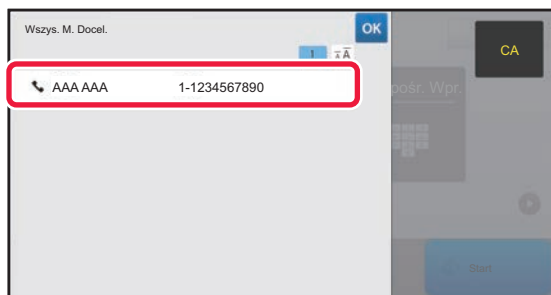 Wszys. M. Docel.
OK
CA
1
AAA AAA 1-1234567890
pośr. Wpr.
Start